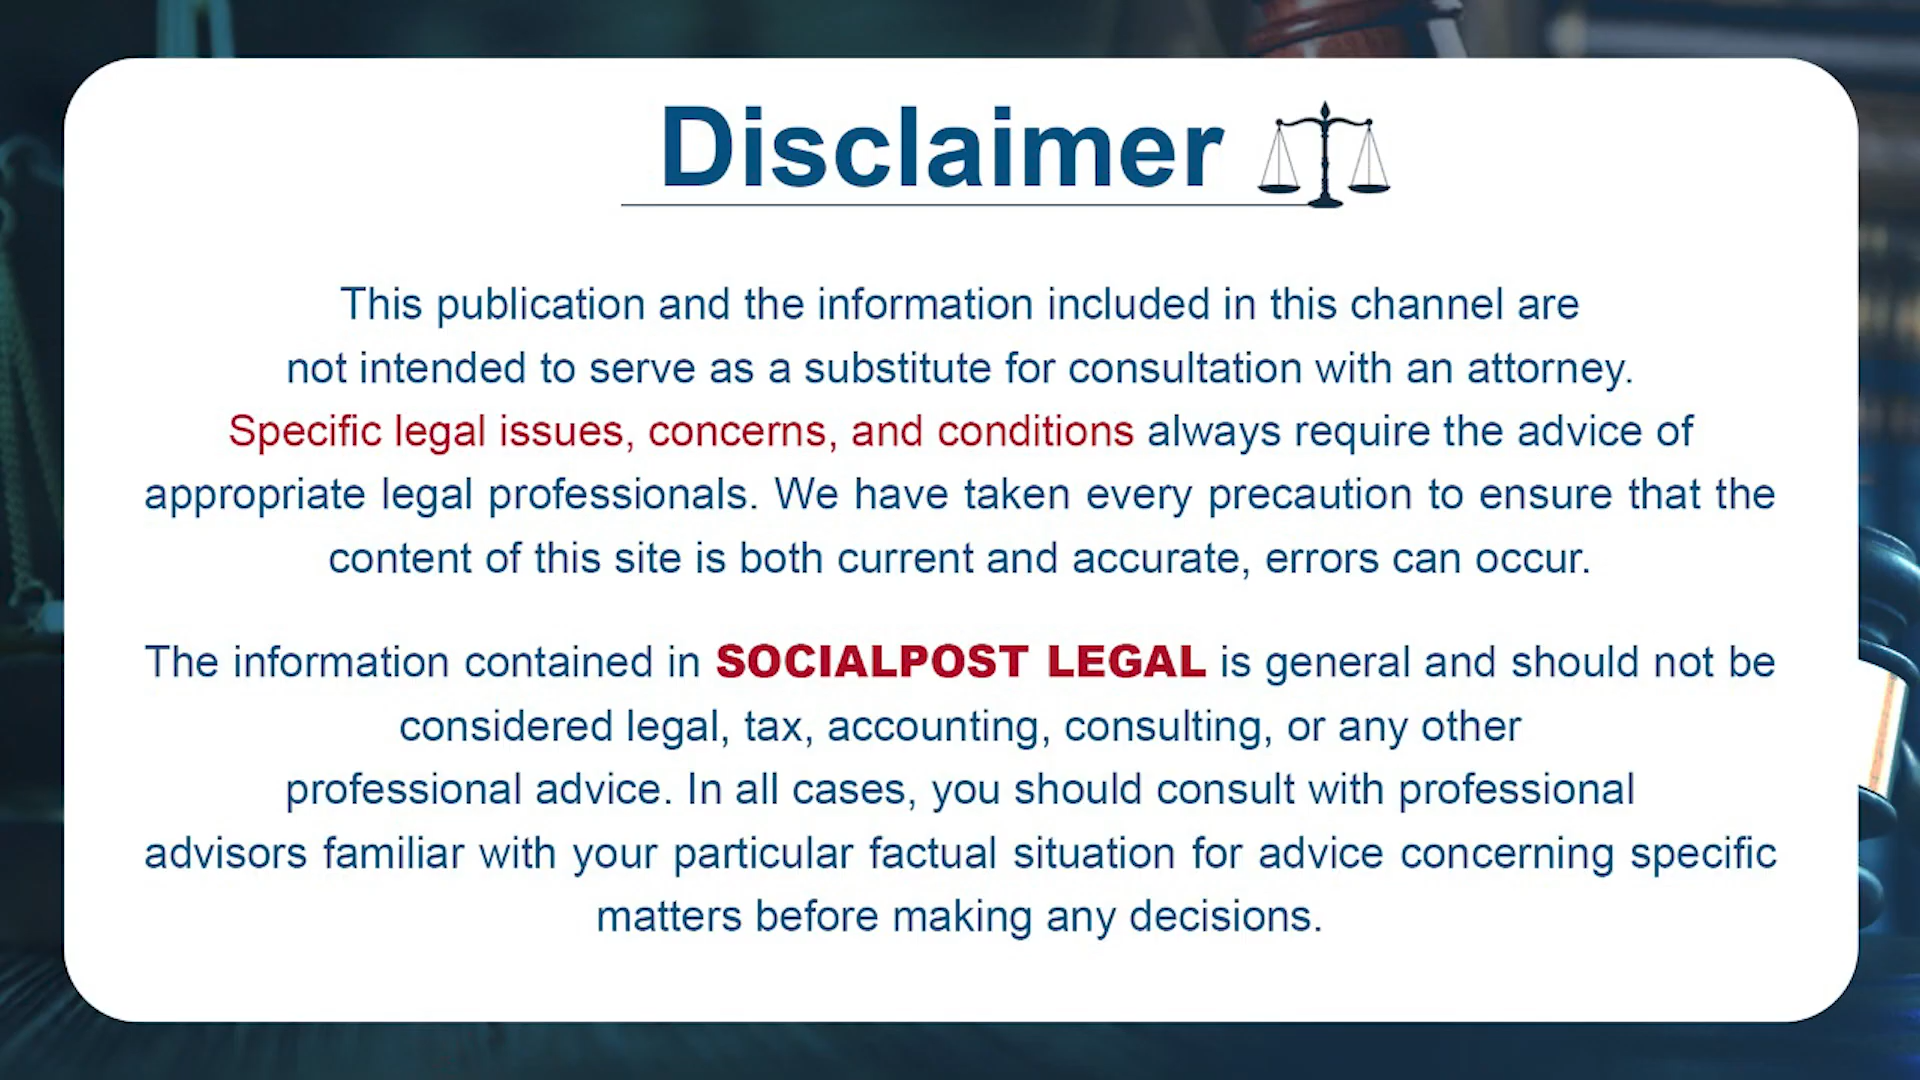 Disclaimer
This publication and the information included in this channel are
not intended to serve as a substitute for consultation with an attorney.
Specific legal issues, concerns, and conditions always require the advice of
appropriate legal professionals. We have taken every precaution to ensure that the
content of this site is both current and accurate, errors can occur.
The information contained in SOCIALPOST LEGAL is general and should not be
considered legal, tax, accounting, consulting, or any other
professional advice. In all cases, you should consult with professional
advisors familiar with your particular factual situation for advice concerning specific
matters before making any decisions.